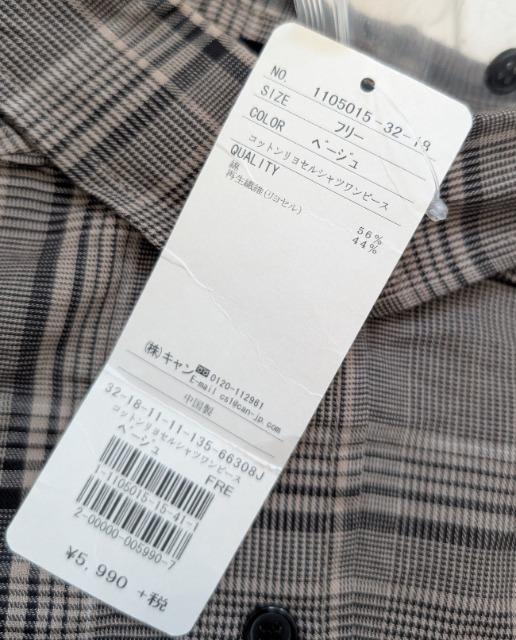 NO. 1105015-32-19
SIZE フリー
COLOR ベージュ
コットンリヨセルシャツワンピース
QUALITY
綿 56%
再生繊維(リヨセル) 44%
(株)キャン 0120-112961
E-mail cs1@can-jp.com
中国製
32-18-11-11-135-66308J
コットンリヨセルシャツワンピース
ベージュ FRE
1-1105015-15-41-1
2-00000-005990-7
¥5,990 +税